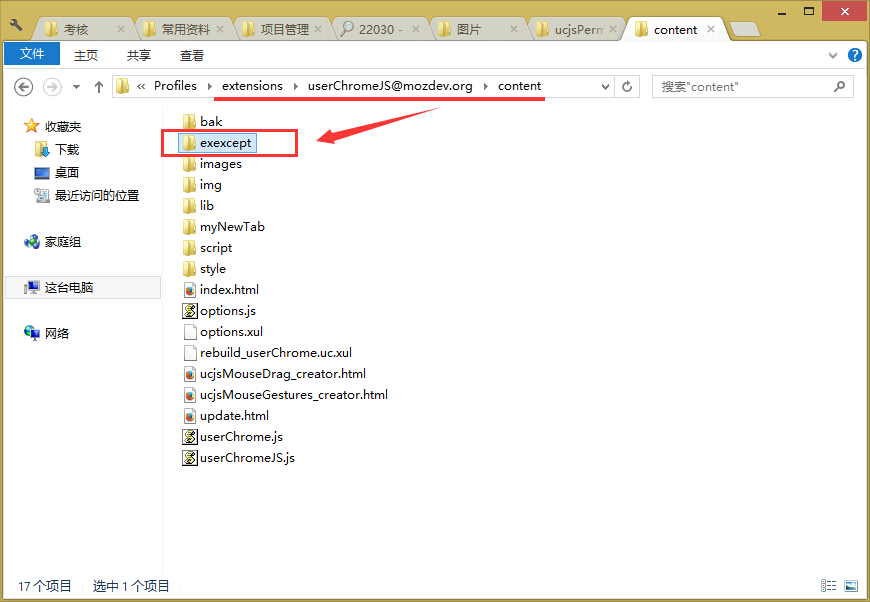 考核 常用资料 项目管理 22030 - 图片 ucjsPerm content
文件 主页 共享 查看
« Profiles extensions userChromeJS@mozdev.org content 搜索"content"
收藏夹
下载
桌面
最近访问的位置
家庭组
这台电脑
网络
bak
exexcept
images
img
lib
myNewTab
script
style
index.html
options.js
options.xul
rebuild_userChrome.uc.xul
ucjsMouseDrag_creator.html
ucjsMouseGestures_creator.html
update.html
userChrome.js
userChromeJS.js
17 个项目 选中 1 个项目